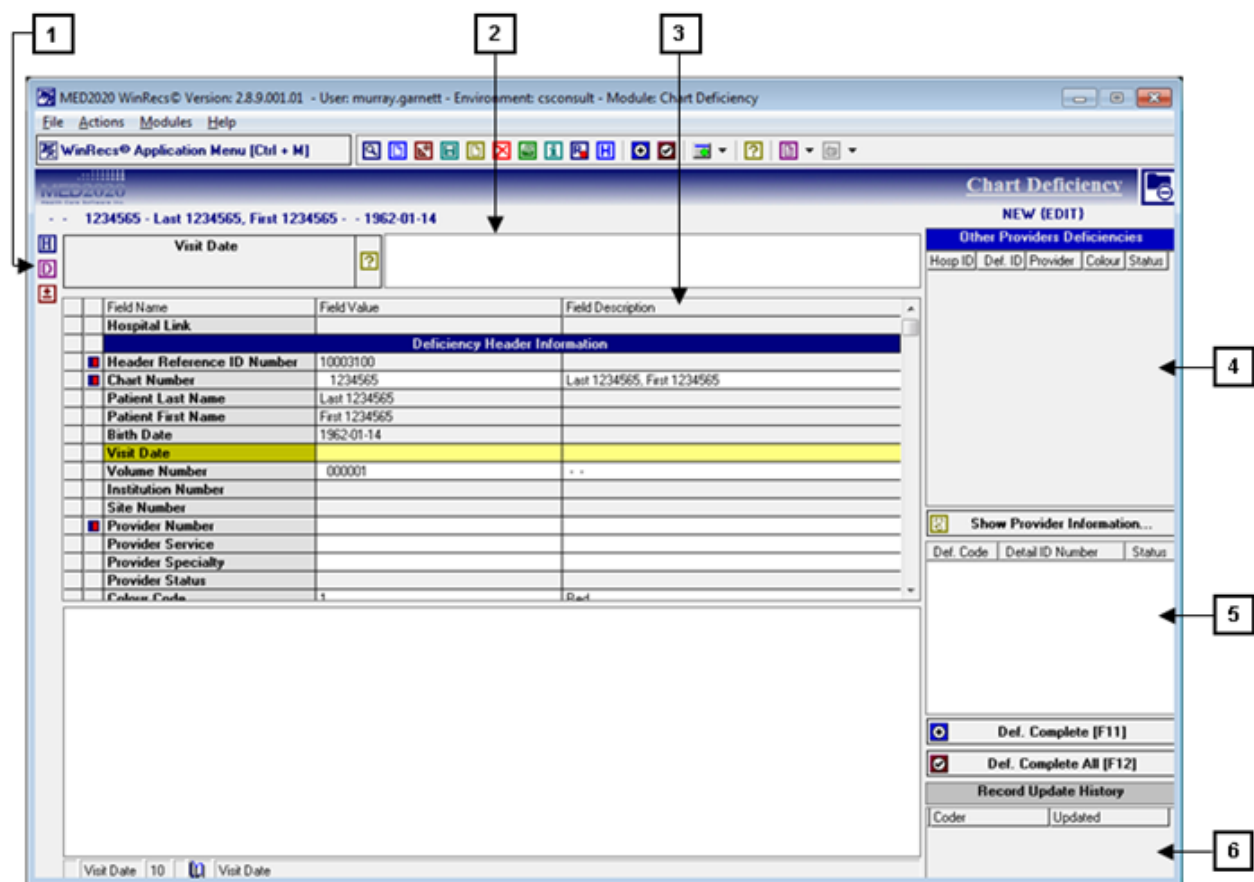 1
2
3
MED2020 WinRecs© Version: 2.8.9.001.01 - User: murray.garnett - Environment: csconsult - Module: Chart Deficiency
File Actions Modules Help
WinRecs© Application Menu [Ctrl + M]
MED2020
Chart Deficiency
- - 1234565 - Last 1234565, First 1234565 - - 1962-01-14
NEW (EDIT)
Visit Date
Other Providers Deficiencies
Hosp ID Def. ID Provider Colour Status
Field Name Field Value Field Description
Hospital Link
Deficiency Header Information
Header Reference ID Number 10003100
4
Chart Number 1234565 Last 1234565, First 1234565
Patient Last Name Last 1234565
Patient First Name First 1234565
Birth Date 1962-01-14
Visit Date
Volume Number 000001 - -
Institution Number
Site Number
Provider Number
Show Provider Information...
Provider Service
Def. Code Detail ID Number Status
Provider Specialty
Provider Status
Colour Code 1 Red
5
Def. Complete [F11]
Def. Complete All [F12]
Record Update History
Coder Updated
6
Visit Date 10 Visit Date